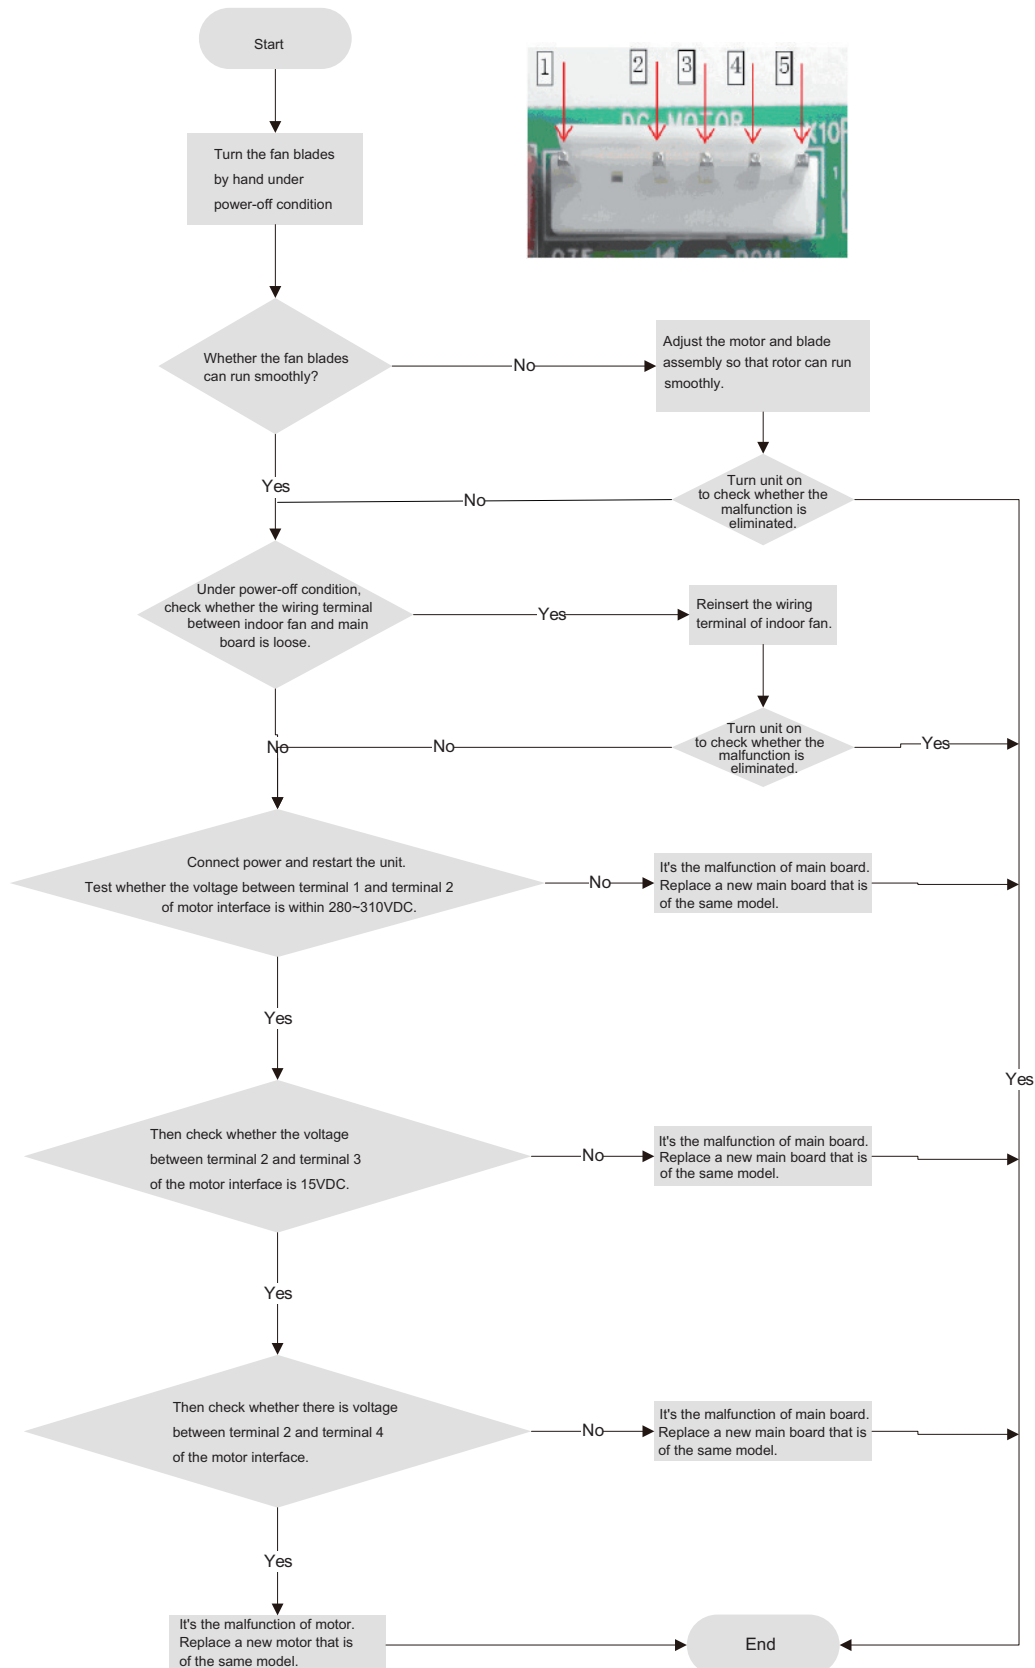 Start
1
2
3
4
5
DC MOTOR
Turn the fan blades
by hand under
power-off condition
Whether the fan blades
can run smoothly?
No
Adjust the motor and blade
assembly so that rotor can run
smoothly.
Yes
No
Turn unit on
to check whether the
malfunction is
eliminated.
Under power-off condition,
check whether the wiring terminal
between indoor fan and main
board is loose.
Yes
Reinsert the wiring
terminal of indoor fan.
No
No
Turn unit on
to check whether the
malfunction is
eliminated.
Yes
Connect power and restart the unit.
Test whether the voltage between terminal 1 and terminal 2
of motor interface is within 280~310VDC.
No
It's the malfunction of main board.
Replace a new main board that is
of the same model.
Yes
Yes
Then check whether the voltage
between terminal 2 and terminal 3
of the motor interface is 15VDC.
No
It's the malfunction of main board.
Replace a new main board that is
of the same model.
Yes
Then check whether there is voltage
between terminal 2 and terminal 4
of the motor interface.
No
It's the malfunction of main board.
Replace a new main board that is
of the same model.
Yes
It's the malfunction of motor.
Replace a new motor that is
of the same model.
End